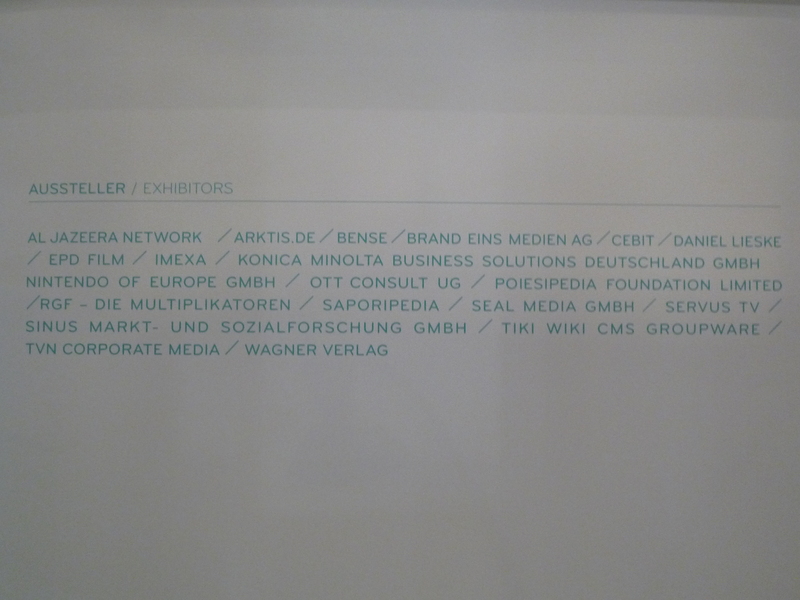 AUSSTELLER / EXHIBITORS
AL JAZEERA NETWORK / ARKTIS.DE / BENSE / BRAND EINS MEDIEN AG / CEBIT / DANIEL LIESKE
/ EPD FILM / IMEXA / KONICA MINOLTA BUSINESS SOLUTIONS DEUTSCHLAND GMBH
NINTENDO OF EUROPE GMBH / OTT CONSULT UG / POIESIPEDIA FOUNDATION LIMITED
/RGF – DIE MULTIPLIKATOREN / SAPORIPEDIA / SEAL MEDIA GMBH / SERVUS TV /
SINUS MARKT- UND SOZIALFORSCHUNG GMBH / TIKI WIKI CMS GROUPWARE /
TVN CORPORATE MEDIA / WAGNER VERLAG